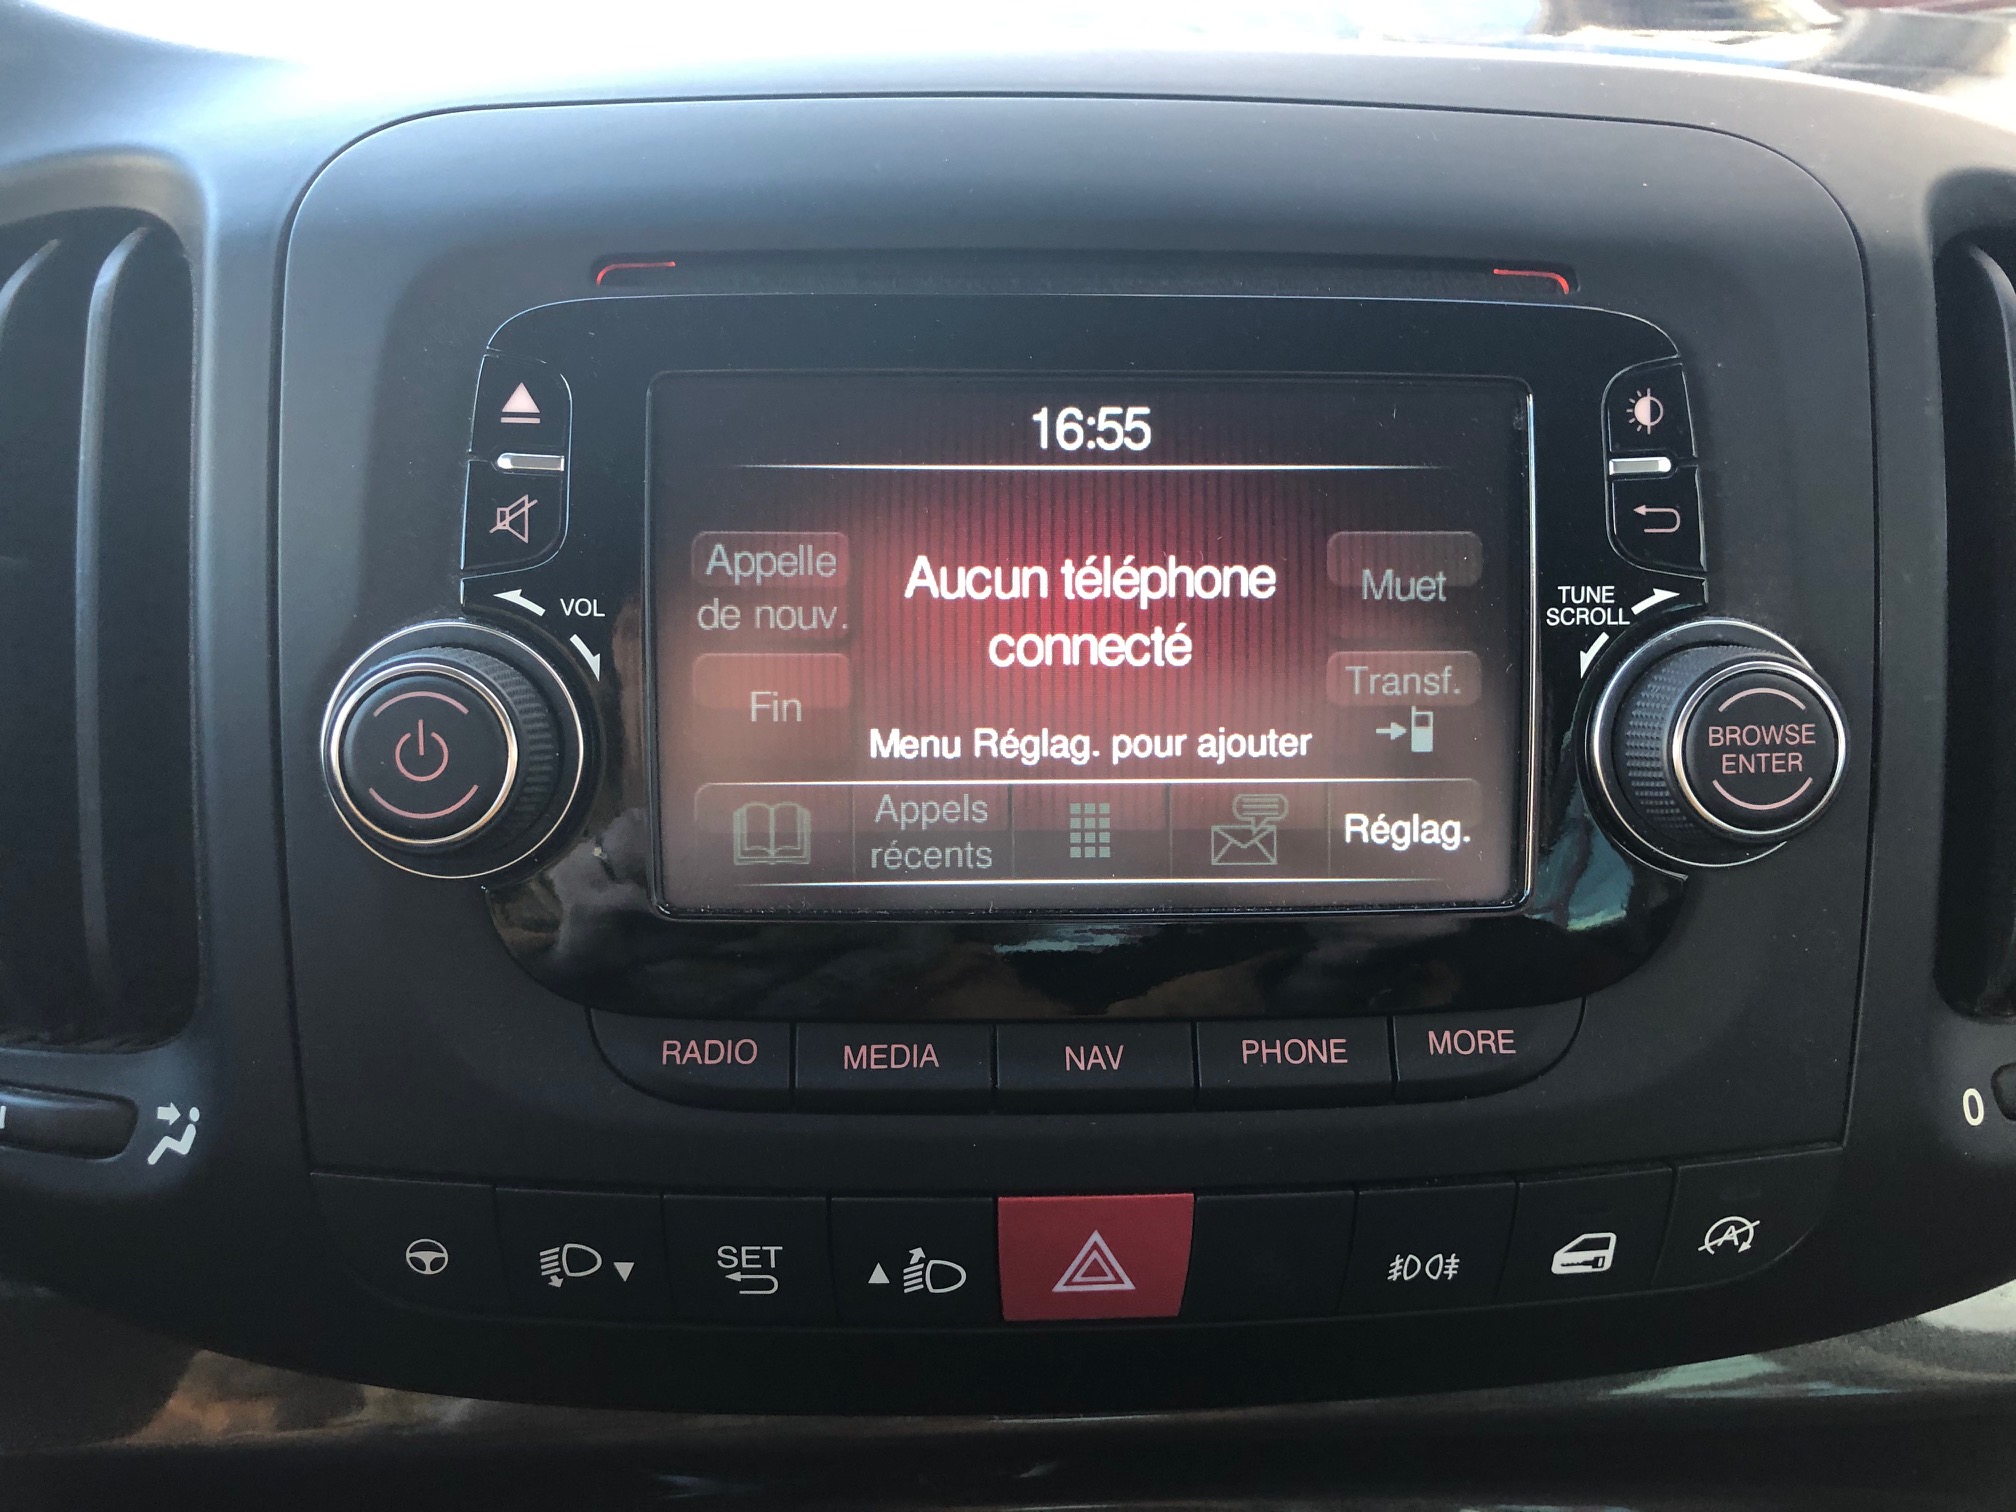 16:55
Appelle
de nouv.
Aucun téléphone
connecté
Muet
VOL
TUNE
SCROLL
Fin
Transf.
Menu Réglag. pour ajouter
BROWSE
ENTER
Appels
récents
Réglag.
RADIO
MEDIA
NAV
PHONE
MORE
0
SET
A